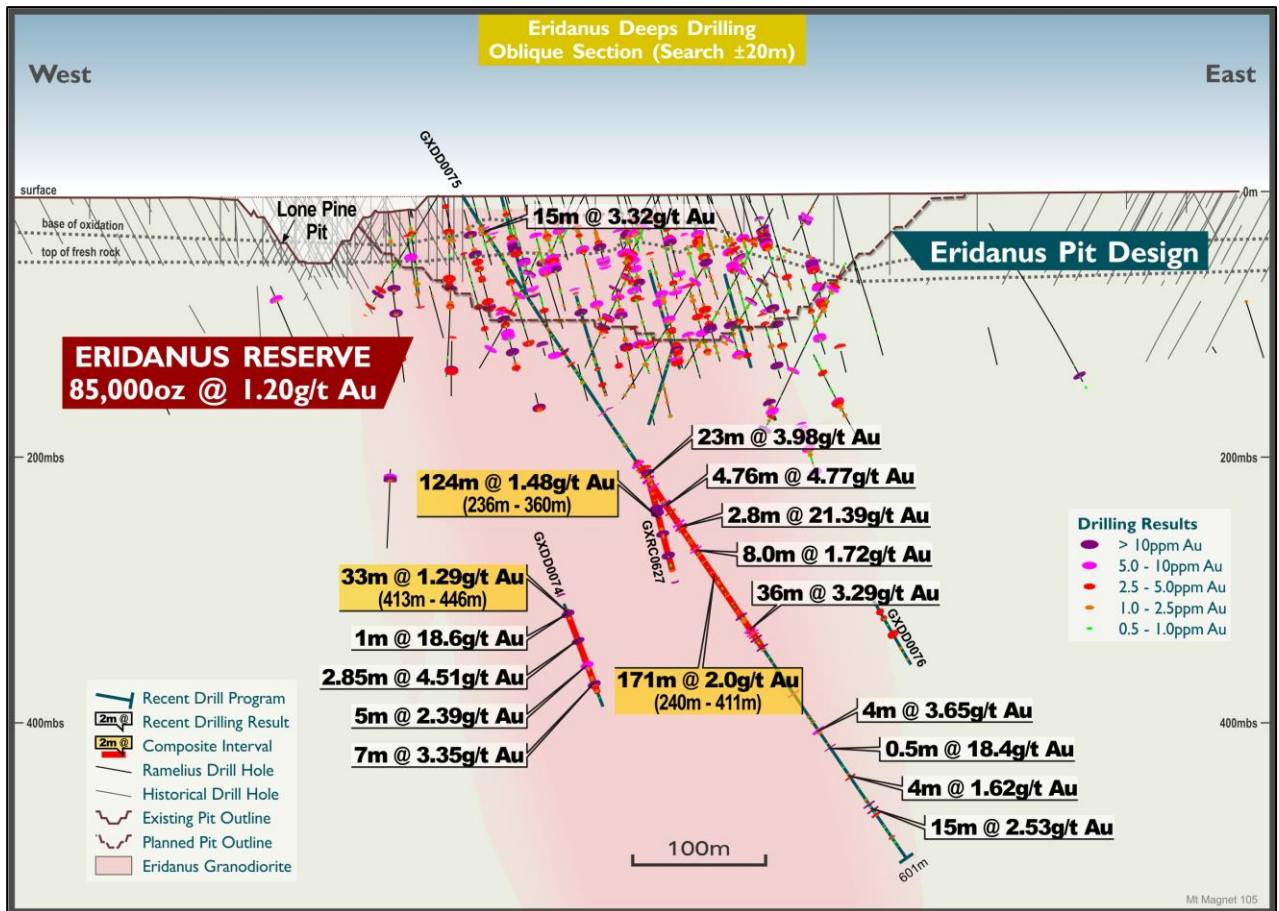 Eridanus Deeps Drilling
Oblique Section (Search ±20m)
West
East
GXDD0075
surface
0m
Lone Pine
Pit
base of oxidation
top of fresh rock
15m @ 3.32g/t Au
Eridanus Pit Design
ERIDANUS RESERVE
85,000oz @ 1.20g/t Au
200mbs
200mbs
23m @ 3.98g/t Au
124m @ 1.48g/t Au
(236m - 360m)
4.76m @ 4.77g/t Au
2.8m @ 21.39g/t Au
GXRC0627
8.0m @ 1.72g/t Au
GXDD0074
33m @ 1.29g/t Au
(413m - 446m)
36m @ 3.29g/t Au
GXDD0076
1m @ 18.6g/t Au
2.85m @ 4.51g/t Au
171m @ 2.0g/t Au
(240m - 411m)
5m @ 2.39g/t Au
7m @ 3.35g/t Au
400mbs
400mbs
4m @ 3.65g/t Au
0.5m @ 18.4g/t Au
4m @ 1.62g/t Au
15m @ 2.53g/t Au
601m
100m
Drilling Results
> 10ppm Au
5.0 - 10ppm Au
2.5 - 5.0ppm Au
1.0 - 2.5ppm Au
0.5 - 1.0ppm Au
Recent Drill Program
2m @
Recent Drilling Result
2m @
Composite Interval
Ramelius Drill Hole
Historical Drill Hole
Existing Pit Outline
Planned Pit Outline
Eridanus Granodiorite
Mt Magnet 105